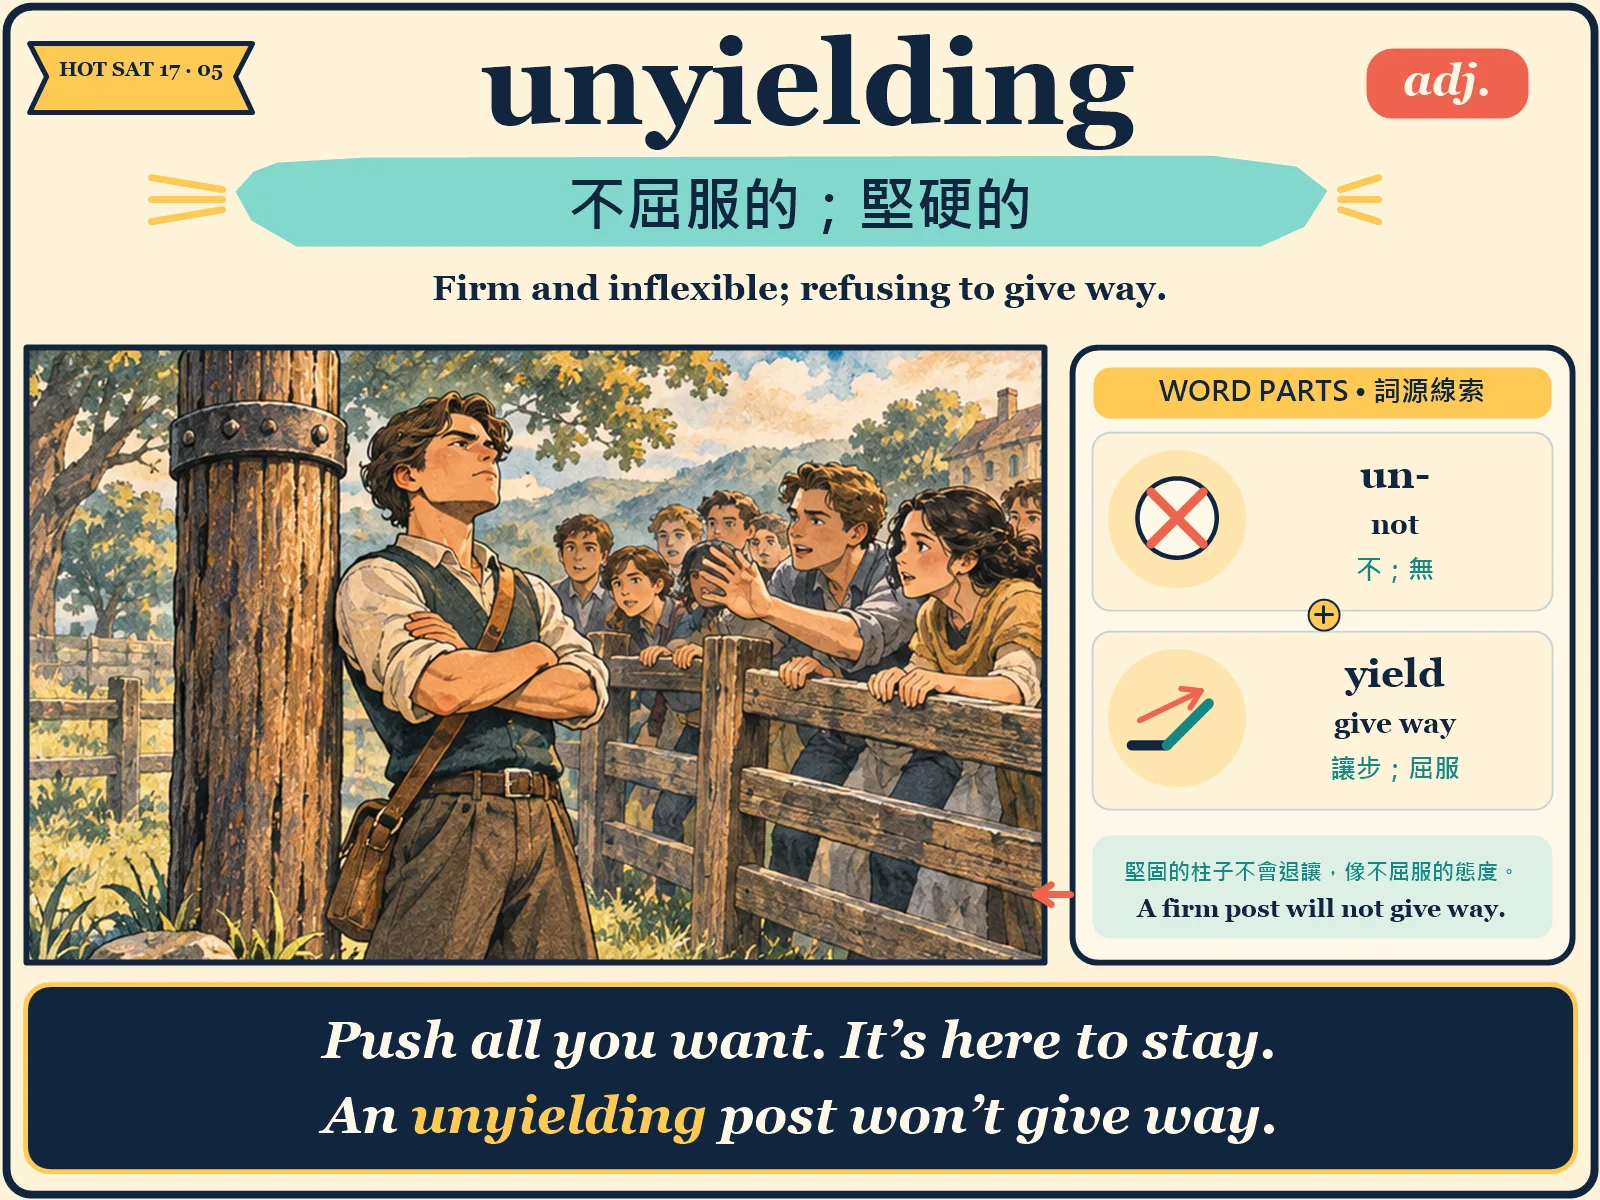 HOT SAT 17 · 05
unyielding
adj.
不屈服的；堅硬的
Firm and inflexible; refusing to give way.
WORD PARTS • 詞源線索
un-
not
不；無
+
yield
give way
讓步；屈服
堅固的柱子不會退讓，像不屈服的態度。
A firm post will not give way.
Push all you want. It’s here to stay.
An unyielding post won’t give way.